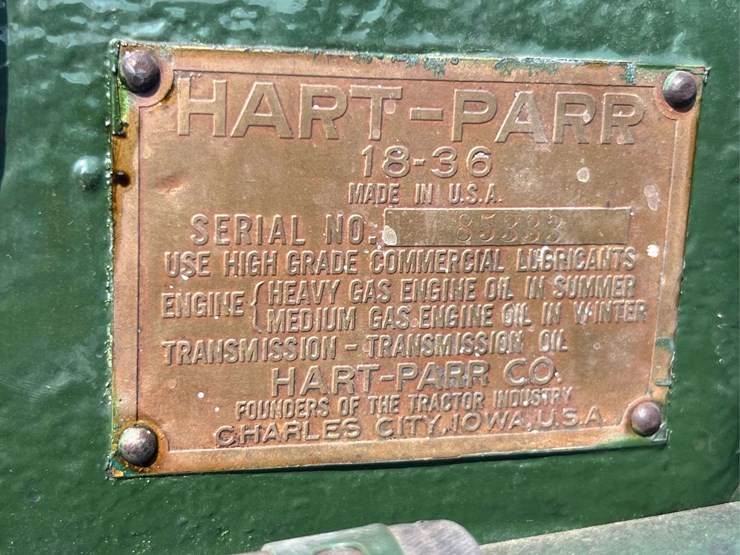 HART-PARR
18-36
MADE IN U.S.A.
SERIAL NO. 85333
USE HIGH GRADE COMMERCIAL LUBRICANTS
ENGINE { HEAVY GAS ENGINE OIL IN SUMMER
MEDIUM GAS ENGINE OIL IN WINTER
TRANSMISSION - TRANSMISSION OIL
HART-PARR CO.
FOUNDERS OF THE TRACTOR INDUSTRY
CHARLES CITY, IOWA, U.S.A.